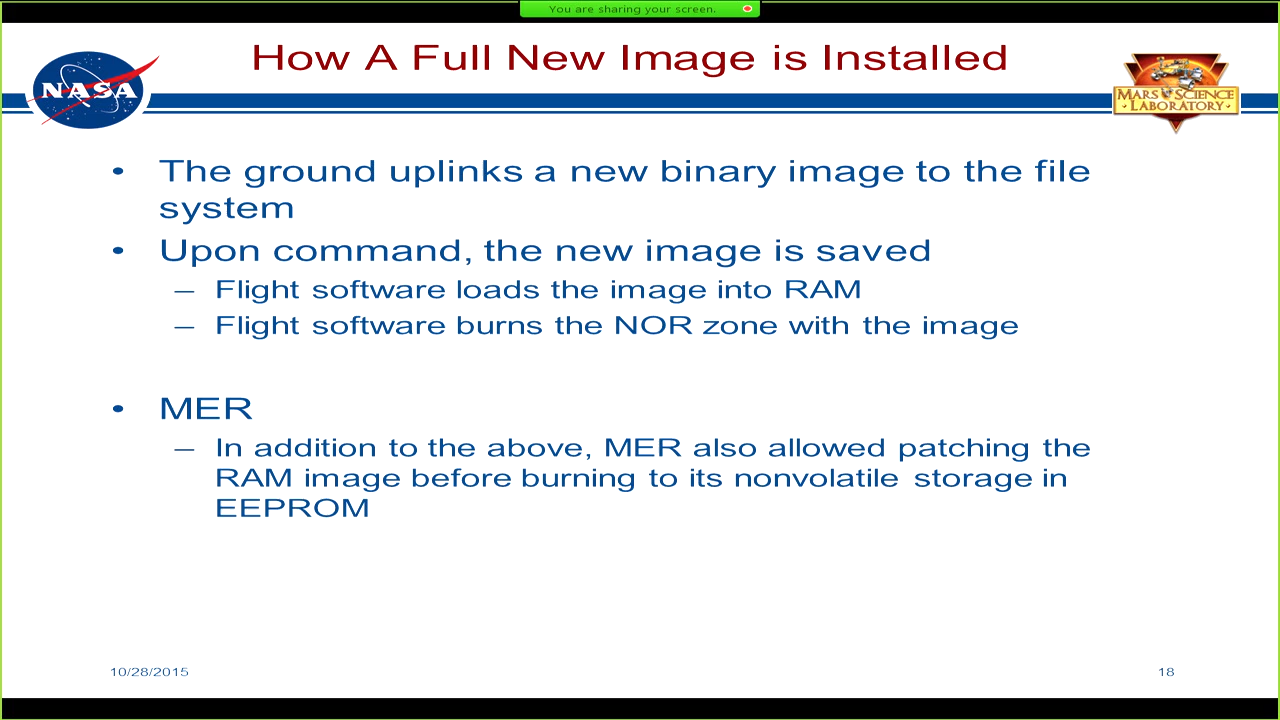 You are sharing your screen.
How A Full New Image is Installed
NASA
MARS SCIENCE
LABORATORY
• The ground uplinks a new binary image to the file
system
• Upon command, the new image is saved
– Flight software loads the image into RAM
– Flight software burns the NOR zone with the image
• MER
– In addition to the above, MER also allowed patching the
RAM image before burning to its nonvolatile storage in
EEPROM
10/28/2015
18